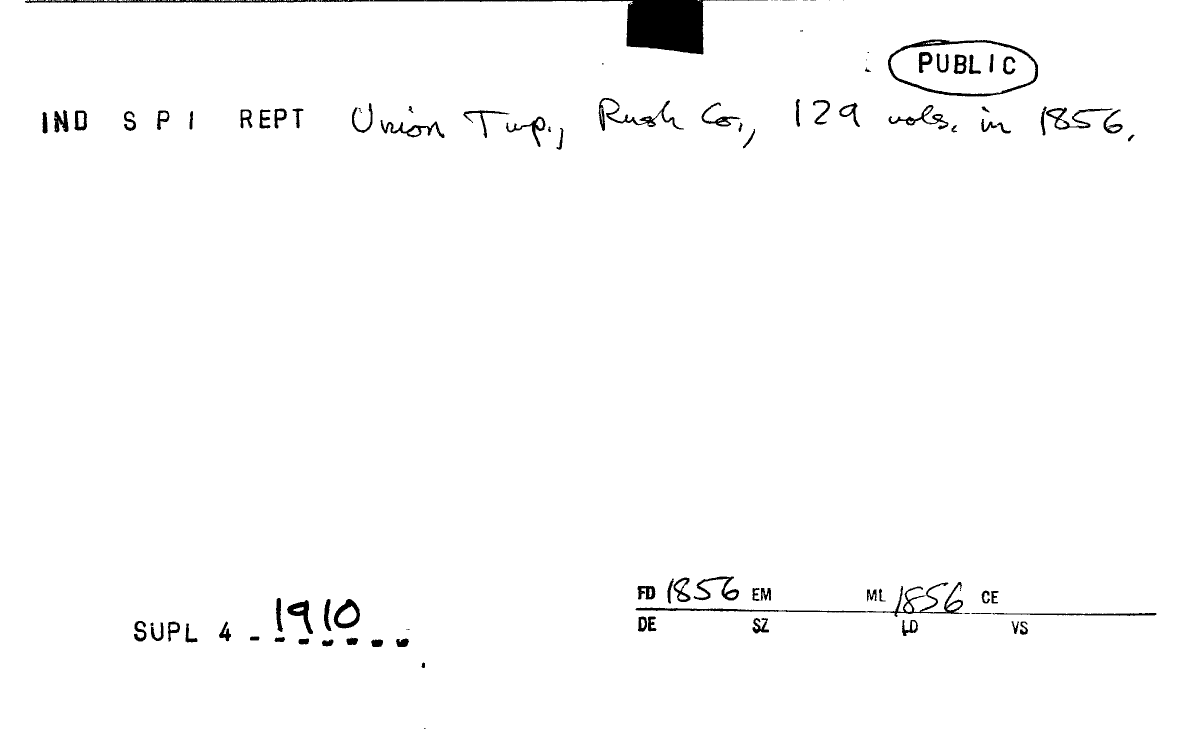 PUBLIC
IND S P I REPT Union Twp., Rush Co., 129 vols. in 1856.
FD 1856 EM ML 1856 CE
SUPL 4 - 1910
DE SZ LD VS